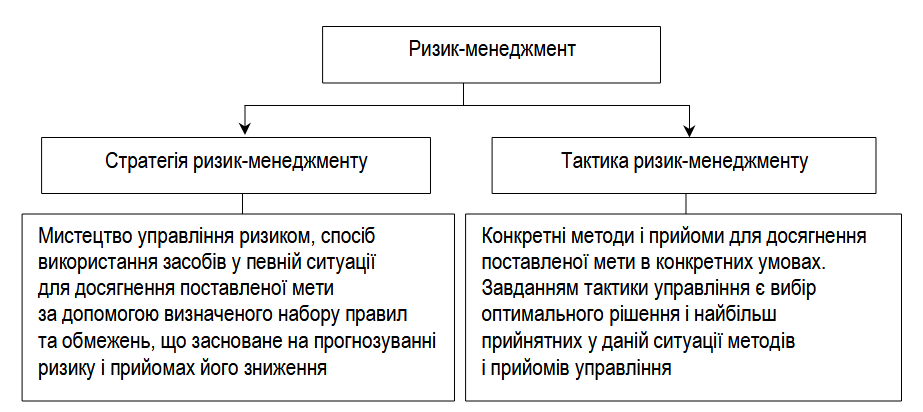 Ризик-менеджмент
Стратегія ризик-менеджменту
Тактика ризик-менеджменту
Мистецтво управління ризиком, спосіб
використання засобів у певній ситуації
для досягнення поставленої мети
за допомогою визначеного набору правил
та обмежень, що засноване на прогнозуванні
ризику і прийомах його зниження
Конкретні методи і прийоми для досягнення
поставленої мети в конкретних умовах.
Завданням тактики управління є вибір
оптимального рішення і найбільш
прийнятних у даній ситуації методів
і прийомів управління